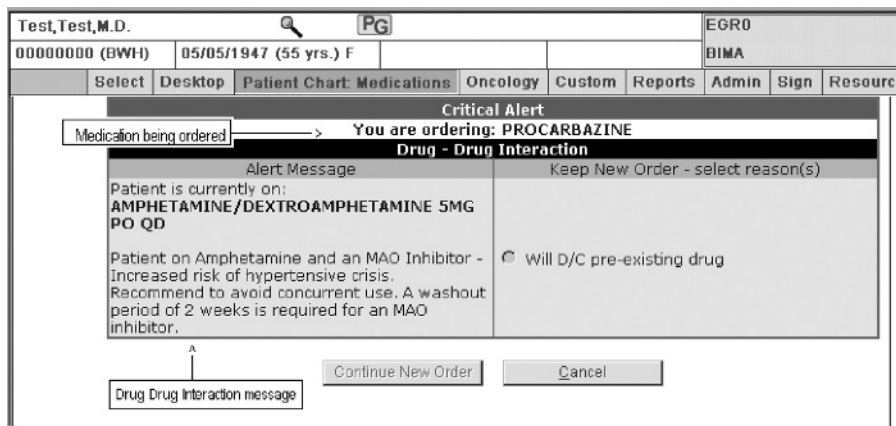 Test,Test,M.D. PG EGR0
00000000 (BWH) 05/05/1947 (55 yrs.) F BIMA
Select Desktop Patient Chart: Medications Oncology Custom Reports Admin Sign Resourc
Critical Alert
Medication being ordered > You are ordering: PROCARBAZINE
Drug - Drug Interaction
Alert Message Keep New Order - select reason(s)
Patient is currently on:
AMPHETAMINE/DEXTROAMPHETAMINE 5MG
PO QD
Patient on Amphetamine and an MAO Inhibitor -
Will D/C pre-existing drug
Increased risk of hypertensive crisis.
Recommend to avoid concurrent use. A washout
period of 2 weeks is required for an MAO
inhibitor.
Continue New Order Cancel
Drug Drug Interaction message